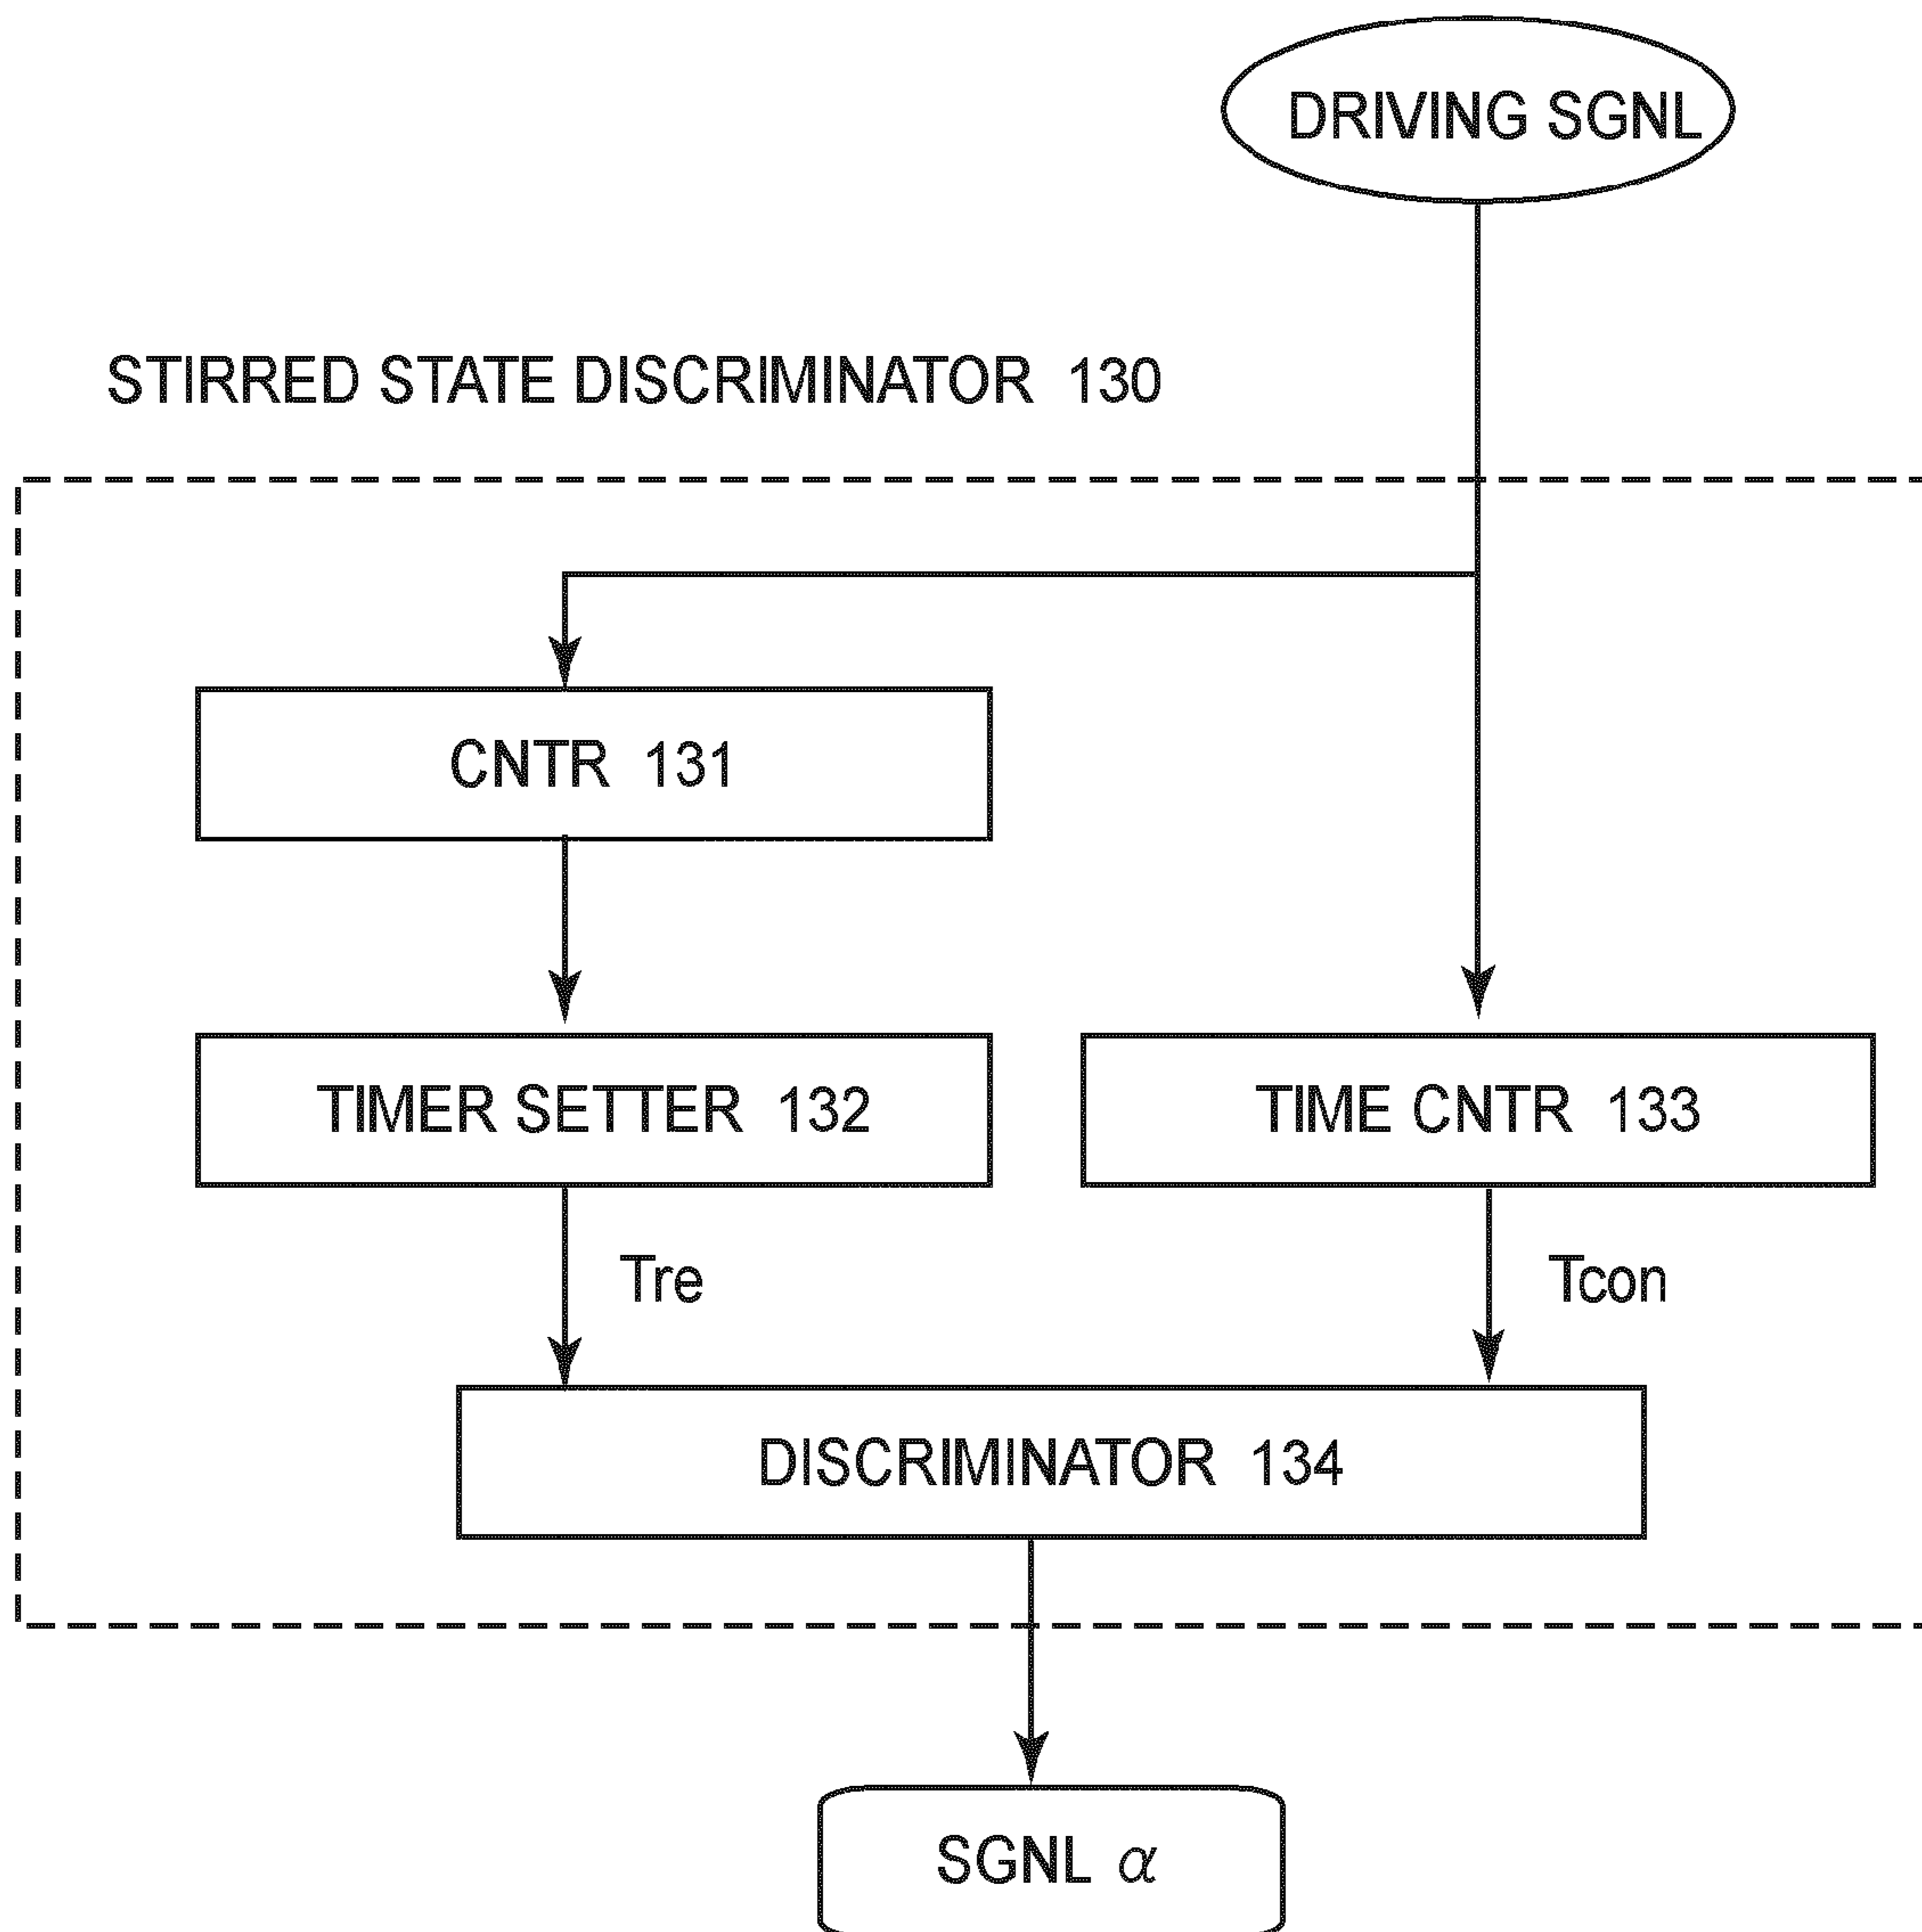 DRIVING SGNL
STIRRED STATE DISCRIMINATOR 130
CNTR 131
TIMER SETTER 132
TIME CNTR 133
Tre
Tcon
DISCRIMINATOR 134
SGNL α